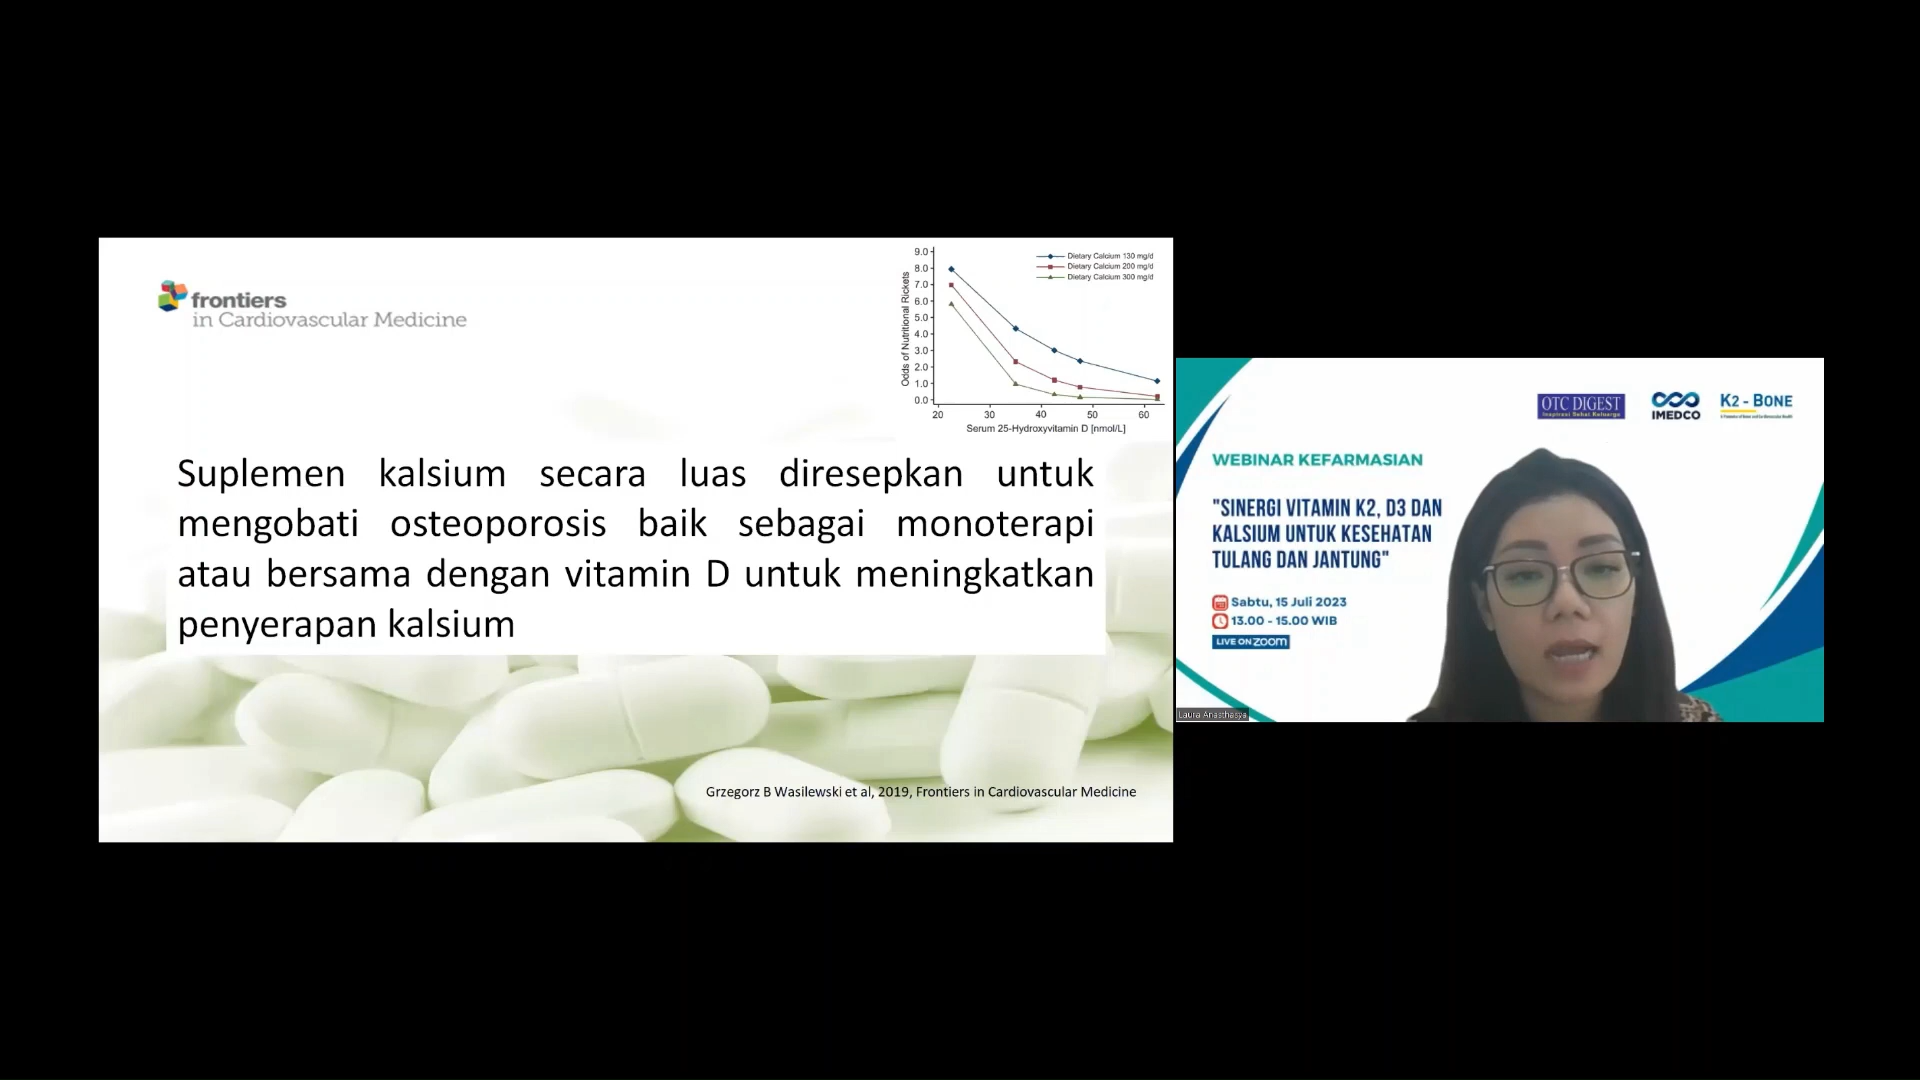 frontiers
in Cardiovascular Medicine
9.0
8.0
7.0
6.0
5.0
4.0
3.0
2.0
1.0
0.0
Odds of Nutritional Rickets
20 30 40 50 60
Serum 25-Hydroxyvitamin D [nmol/L]
Dietary Calcium 130 mg/d
Dietary Calcium 200 mg/d
Dietary Calcium 300 mg/d
Suplemen kalsium secara luas diresepkan untuk
mengobati osteoporosis baik sebagai monoterapi
atau bersama dengan vitamin D untuk meningkatkan
penyerapan kalsium
Grzegorz B Wasilewski et al, 2019, Frontiers in Cardiovascular Medicine
OTC DIGEST
Inspirasi Sehat Keluarga
IMEDCO
K2 - BONE
WEBINAR KEFARMASIAN
"SINERGI VITAMIN K2, D3 DAN
KALSIUM UNTUK KESEHATAN
TULANG DAN JANTUNG"
Sabtu, 15 Juli 2023
13.00 - 15.00 WIB
LIVE ON zoom
Laura Anasthasya